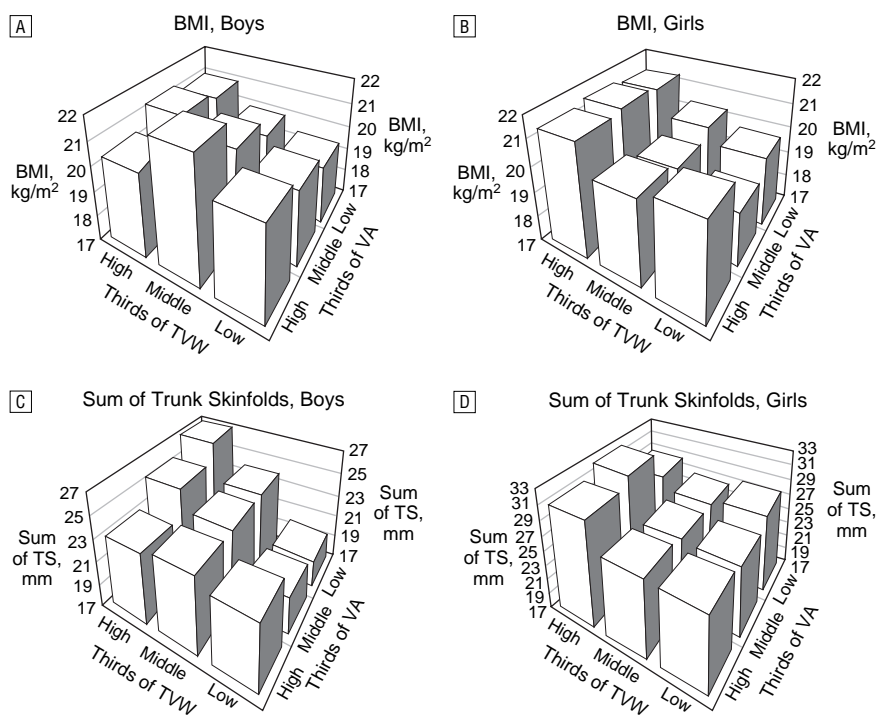 A
BMI, Boys
22
21
20
19
18
17
BMI,
kg/m2
22
21
20
19
18
17
BMI,
kg/m2
High
Middle
Low
Thirds of TVW
High
Middle
Low
Thirds of VA
B
BMI, Girls
22
21
20
19
18
17
BMI,
kg/m2
22
21
20
19
18
17
BMI,
kg/m2
High
Middle
Low
Thirds of TVW
High
Middle
Low
Thirds of VA
C
Sum of Trunk Skinfolds, Boys
27
25
23
21
19
17
Sum
of TS,
mm
27
25
23
21
19
17
Sum
of TS,
mm
High
Middle
Low
Thirds of TVW
High
Middle
Low
Thirds of VA
D
Sum of Trunk Skinfolds, Girls
33
31
29
27
25
23
21
19
17
Sum
of TS,
mm
33
31
29
27
25
23
21
19
17
Sum
of TS,
mm
High
Middle
Low
Thirds of TVW
High
Middle
Low
Thirds of VA